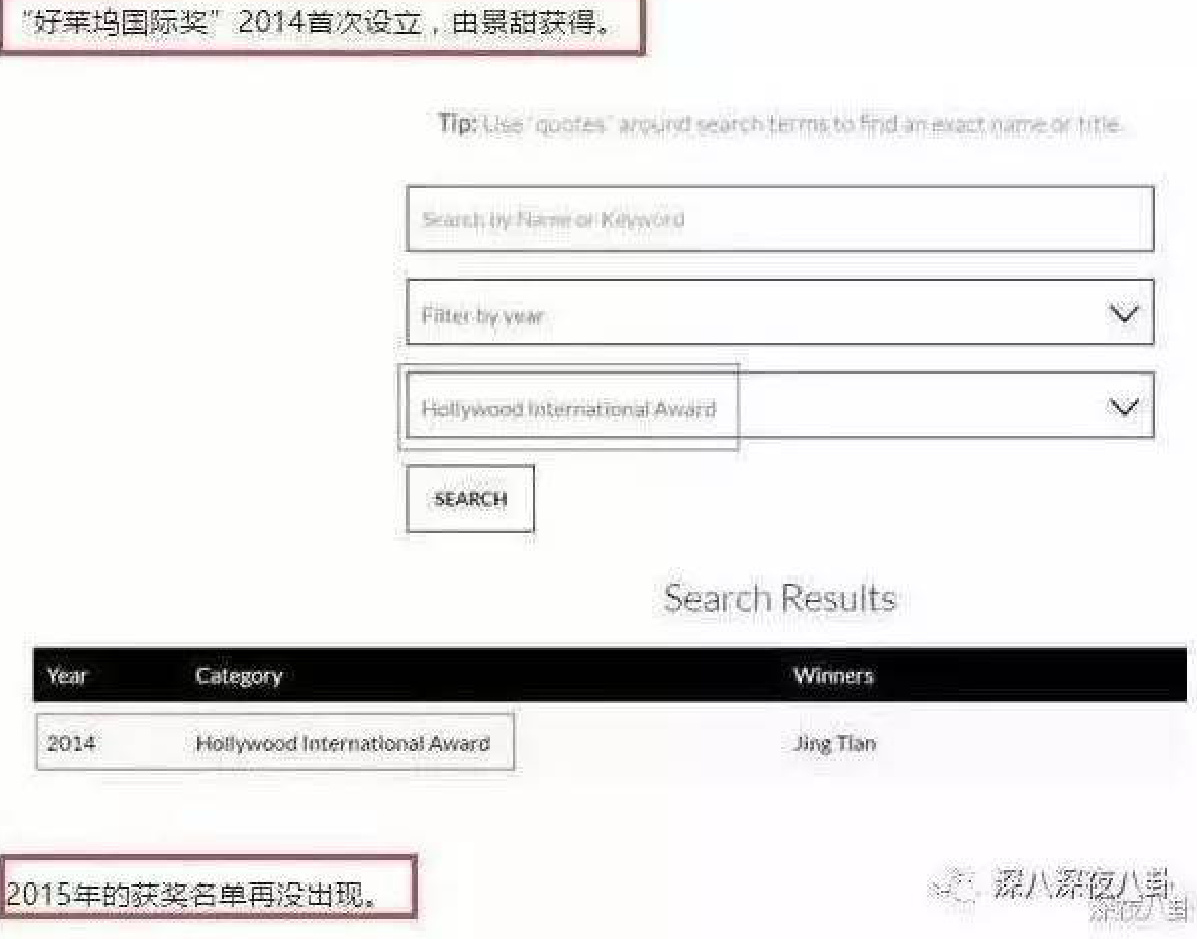 “好莱坞国际奖”2014首次设立，由景甜获得。
Tip: Use "quotes" around search terms to find an exact name or title.
Search by Name or Keyword
Filter by year
Hollywood International Award
SEARCH
Search Results
Year Category Winners
2014 Hollywood International Award Jing Tian
2015年的获奖名单再没出现。
深八深夜八卦
深夜八卦